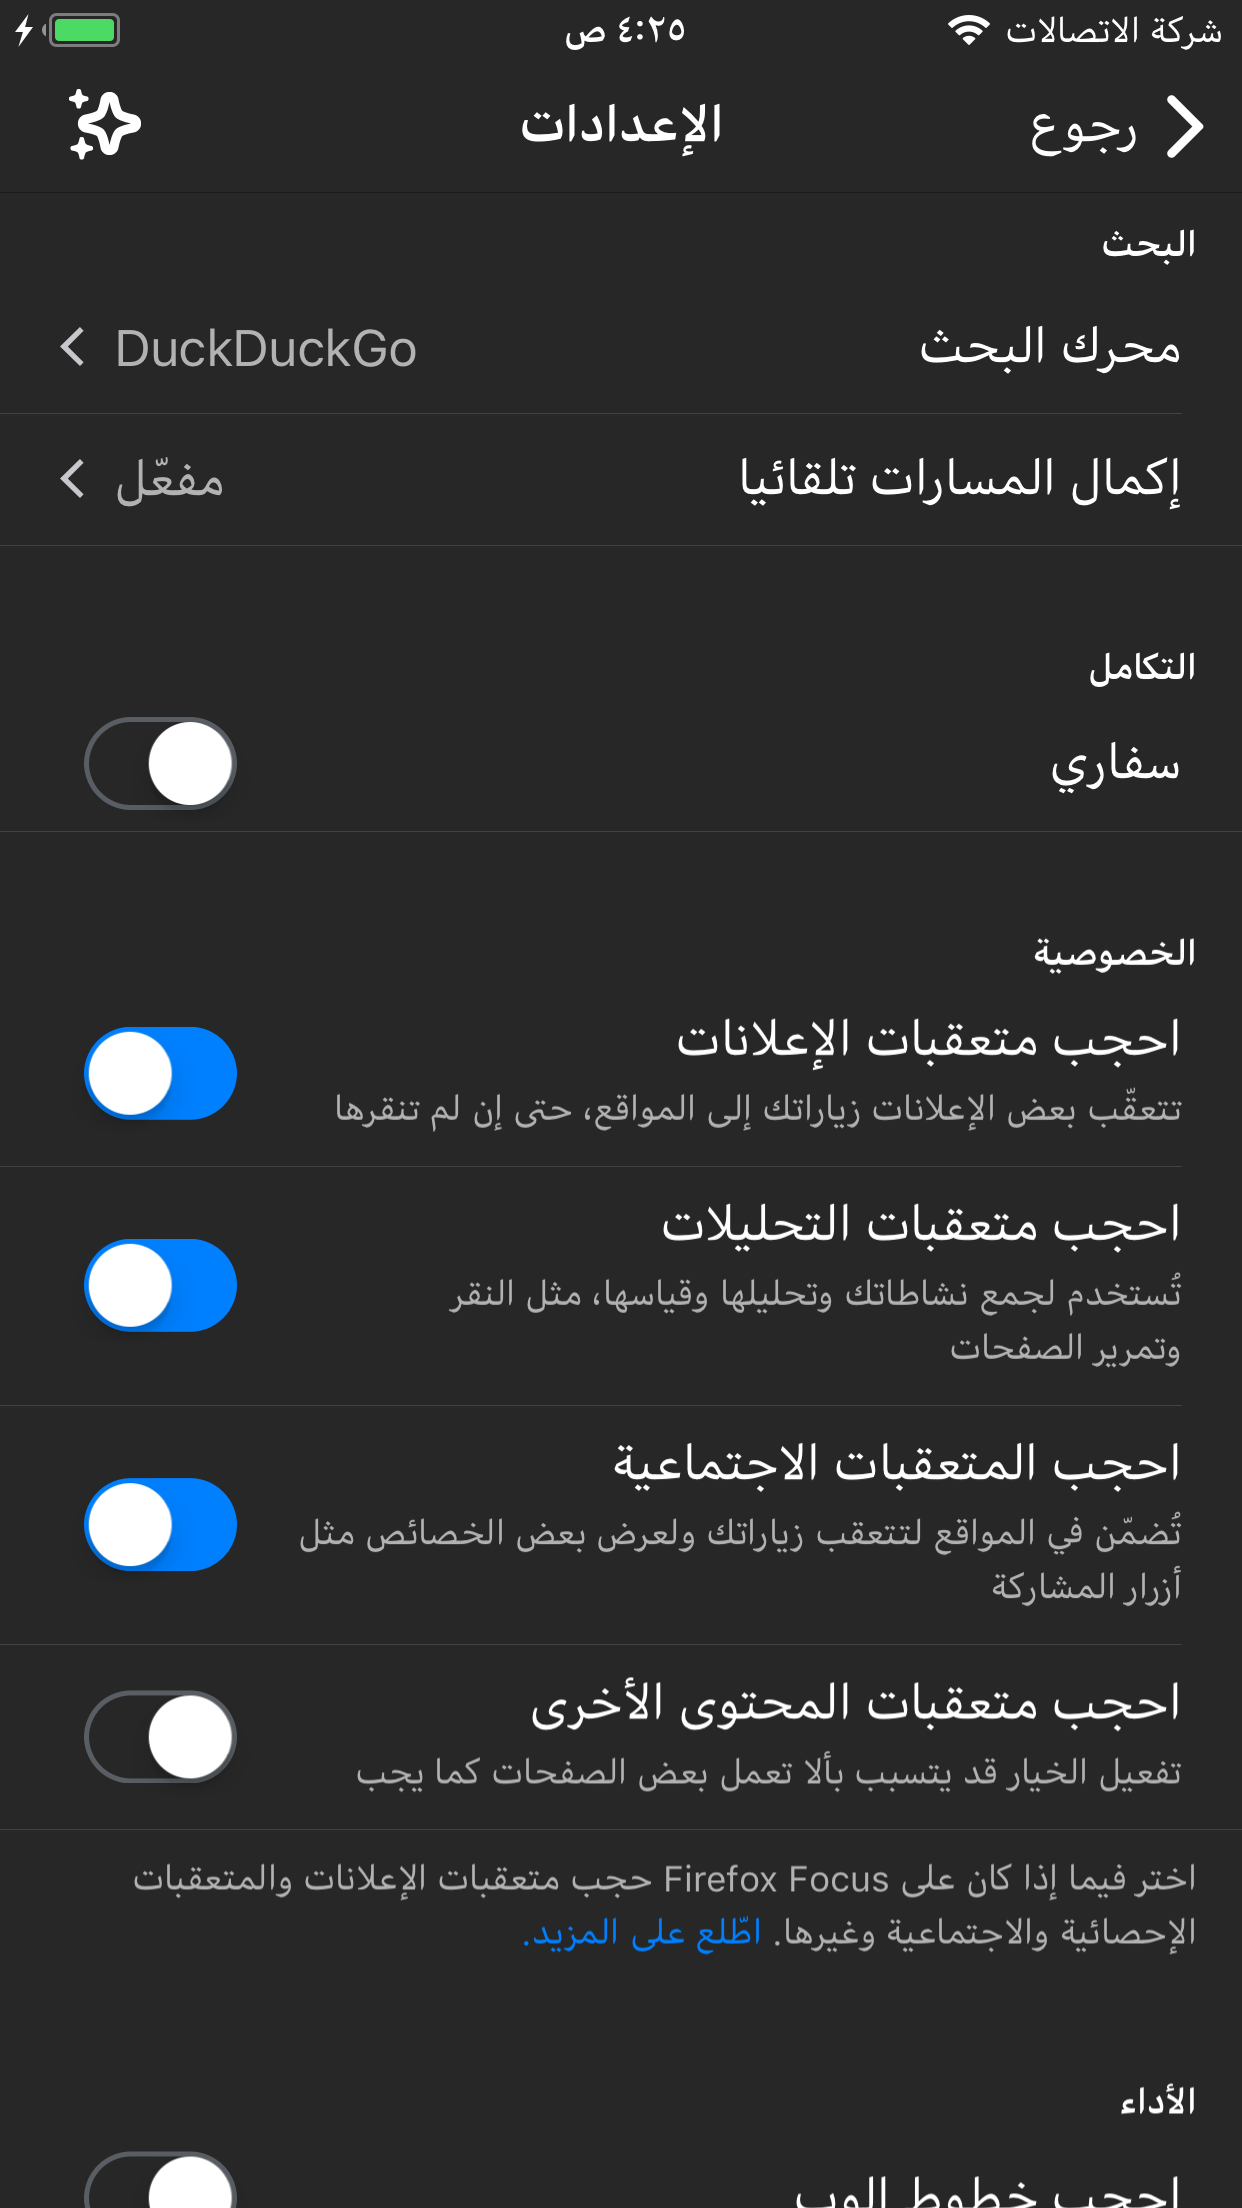 شركة الاتصالات ٤:٢٥ ص
رجوع الإعدادات
البحث
محرك البحث DuckDuckGo
إكمال المسارات تلقائيا مفعّل
التكامل
سفاري
الخصوصية
احجب متعقبات الإعلانات
تتعقّب بعض الإعلانات زياراتك إلى المواقع، حتى إن لم تنقرها
احجب متعقبات التحليلات
تُستخدم لجمع نشاطاتك وتحليلها وقياسها، مثل النقر
وتمرير الصفحات
احجب المتعقبات الاجتماعية
تُضمّن في المواقع لتتعقب زياراتك ولعرض بعض الخصائص مثل
أزرار المشاركة
احجب متعقبات المحتوى الأخرى
تفعيل الخيار قد يتسبب بألا تعمل بعض الصفحات كما يجب
اختر فيما إذا كان على Firefox Focus حجب متعقبات الإعلانات والمتعقبات
الإحصائية والاجتماعية وغيرها. اطّلع على المزيد.
الأداء
احجب خطوط الوب